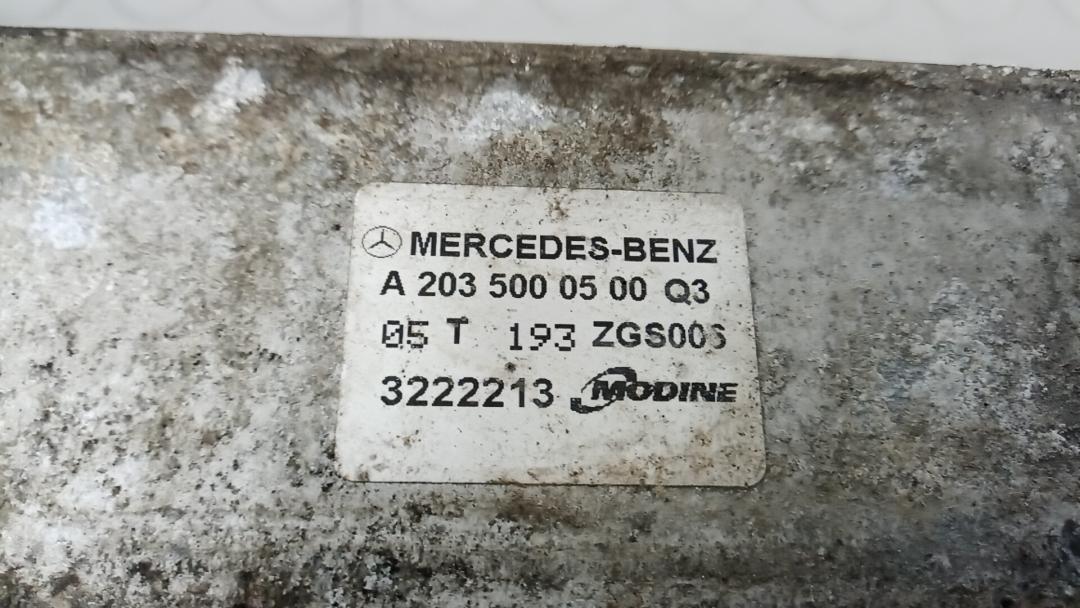 MERCEDES-BENZ
A 203 500 05 00 Q3
05 T 193 ZGS006
3222213 MODINE